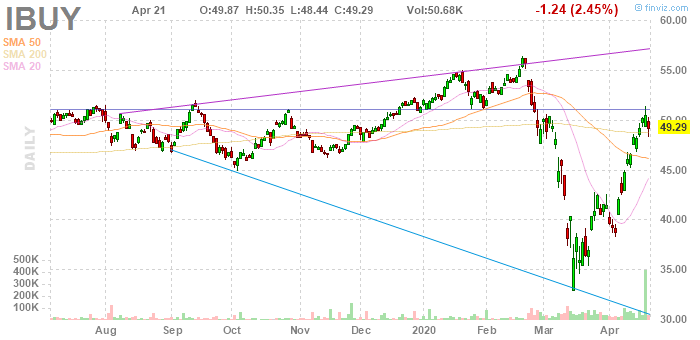 IBUY
Apr 21 O:49.87 H:50.35 L:48.44 C:49.29 Vol:50.68K -1.24 (2.45%)
© finviz.com
SMA 50
SMA 200
SMA 20
DAILY
60.00
55.00
50.00
49.29
45.00
40.00
35.00
30.00
500K
400K
300K
200K
100K
Aug Sep Oct Nov Dec 2020 Feb Mar Apr